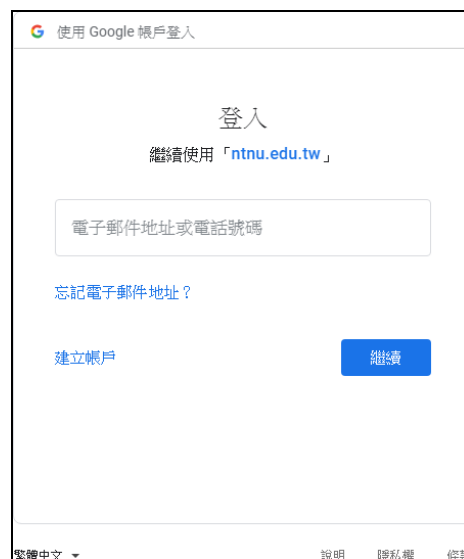 使用 Google 帳戶登入
登入
繼續使用「ntnu.edu.tw」
電子郵件地址或電話號碼
忘記電子郵件地址？
建立帳戶
繼續
繁體中文
說明 隱私權